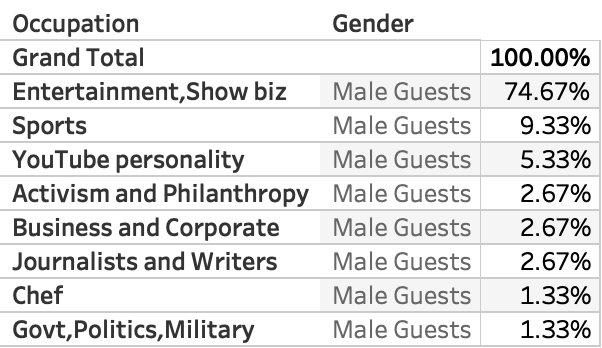 Occupation Gender
Grand Total 100.00%
Entertainment,Show biz Male Guests 74.67%
Sports Male Guests 9.33%
YouTube personality Male Guests 5.33%
Activism and Philanthropy Male Guests 2.67%
Business and Corporate Male Guests 2.67%
Journalists and Writers Male Guests 2.67%
Chef Male Guests 1.33%
Govt,Politics,Military Male Guests 1.33%